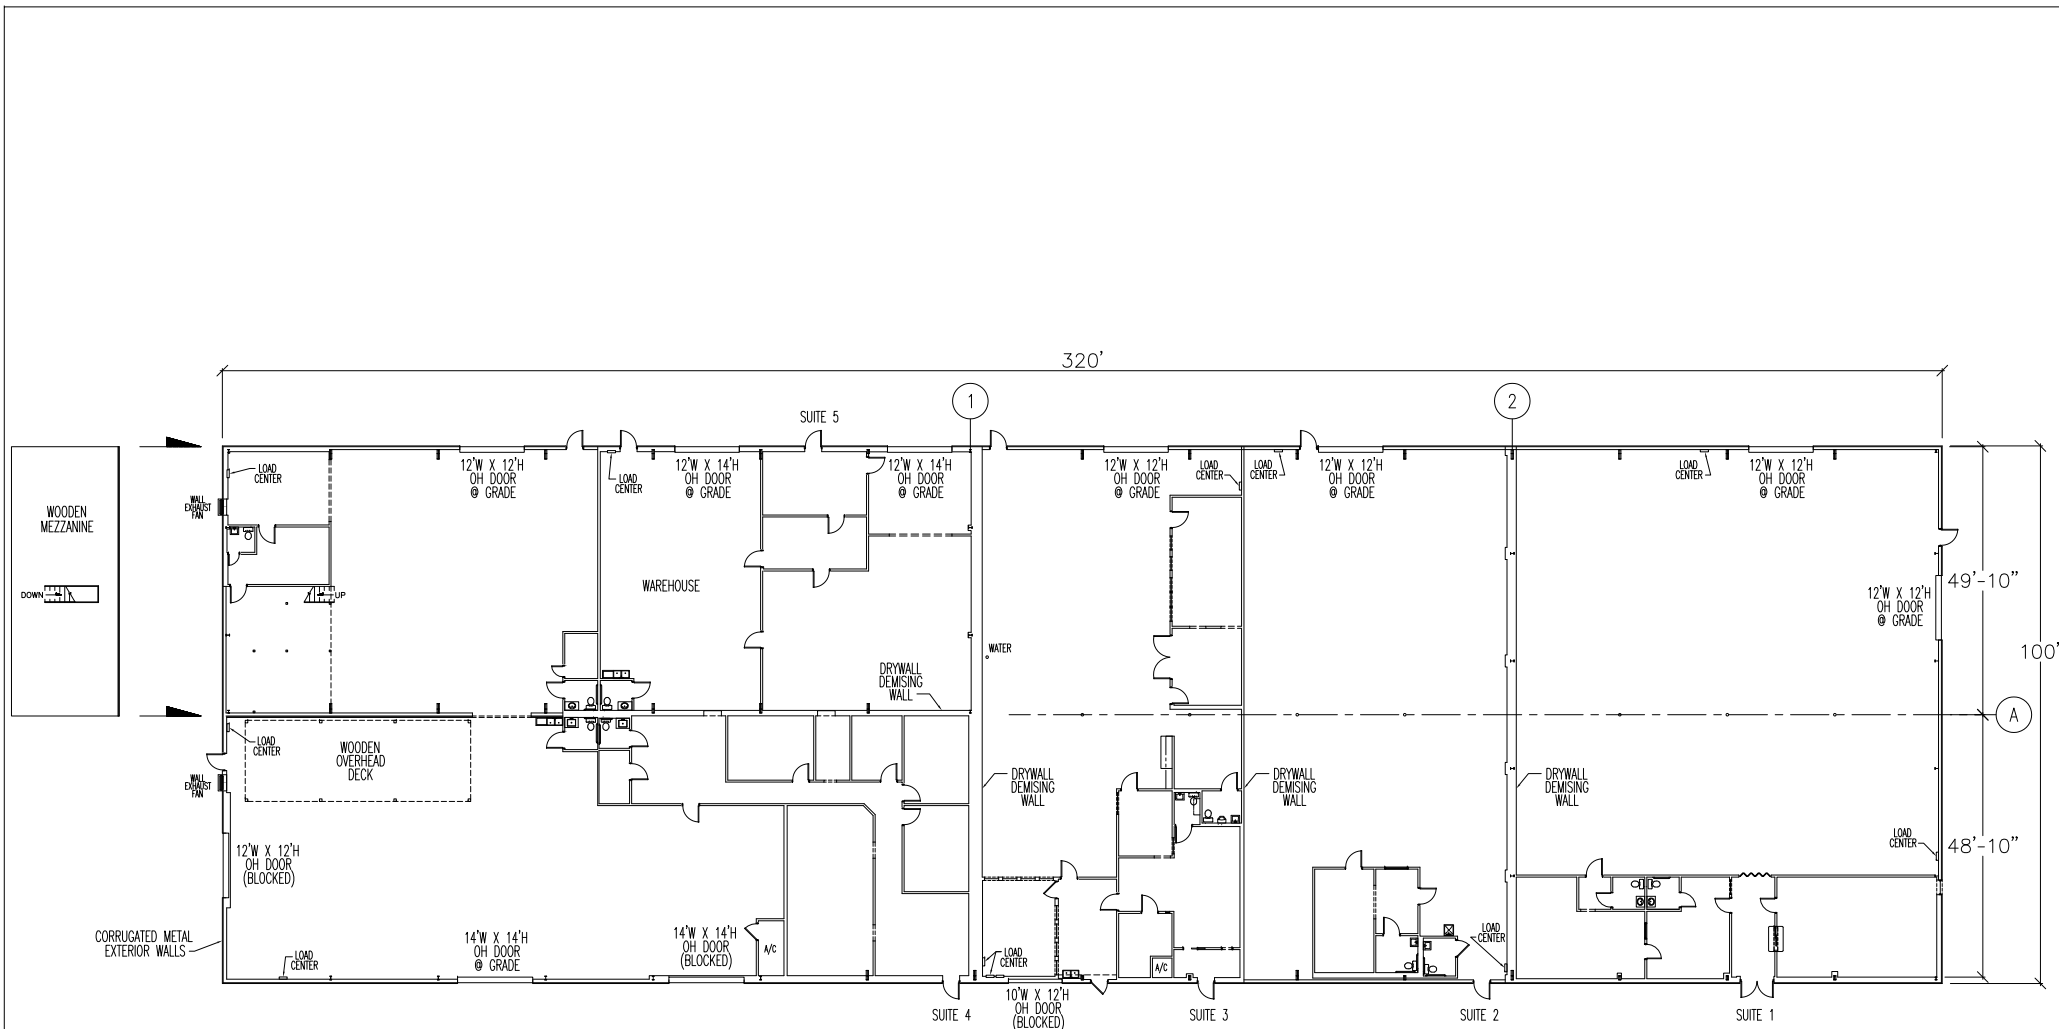 320'
1
2
SUITE 5
WOODEN
MEZZANINE
DOWN
UP
LOAD
CENTER
WALL
EXHAUST
FAN
12'W X 12'H
OH DOOR
@ GRADE
LOAD
CENTER
12'W X 14'H
OH DOOR
@ GRADE
12'W X 14'H
OH DOOR
@ GRADE
12'W X 12'H
OH DOOR
@ GRADE
LOAD
CENTER
LOAD
CENTER
12'W X 12'H
OH DOOR
@ GRADE
LOAD
CENTER
12'W X 12'H
OH DOOR
@ GRADE
49'-10"
12'W X 12'H
OH DOOR
@ GRADE
100'
WAREHOUSE
WATER
DRYWALL
DEMISING
WALL
A
LOAD
CENTER
WOODEN
OVERHEAD
DECK
WALL
EXHAUST
FAN
DRYWALL
DEMISING
WALL
DRYWALL
DEMISING
WALL
DRYWALL
DEMISING
WALL
LOAD
CENTER
48'-10"
12'W X 12'H
OH DOOR
(BLOCKED)
CORRUGATED METAL
EXTERIOR WALLS
LOAD
CENTER
14'W X 14'H
OH DOOR
@ GRADE
14'W X 14'H
OH DOOR
(BLOCKED)
A/C
LOAD
CENTER
A/C
LOAD
CENTER
10'W X 12'H
OH DOOR
(BLOCKED)
SUITE 4
SUITE 3
SUITE 2
SUITE 1